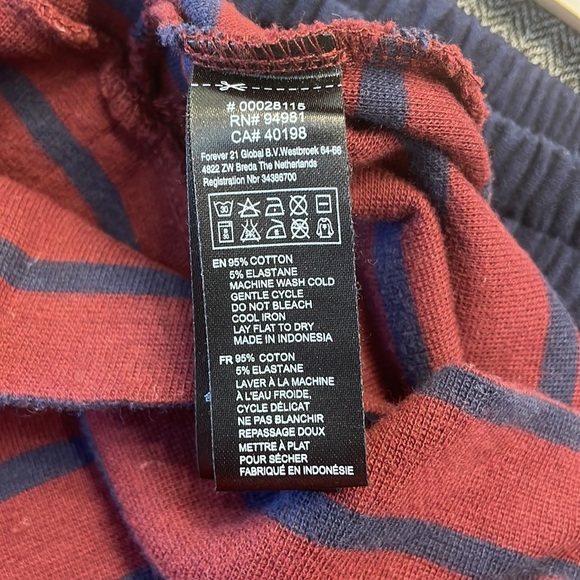 # 00028115
RN# 94981
CA# 40198
Forever 21 Global B.V. Westbroek 64-66
4822 ZW Breda The Netherlands
Registration Nbr 34386700
EN 95% COTTON
5% ELASTANE
MACHINE WASH COLD
GENTLE CYCLE
DO NOT BLEACH
COOL IRON
LAY FLAT TO DRY
MADE IN INDONESIA
FR 95% COTON
5% ELASTANE
LAVER À LA MACHINE
À L'EAU FROIDE,
CYCLE DÉLICAT
NE PAS BLANCHIR
REPASSAGE DOUX
METTRE À PLAT
POUR SÉCHER
FABRIQUÉ EN INDONÉSIE